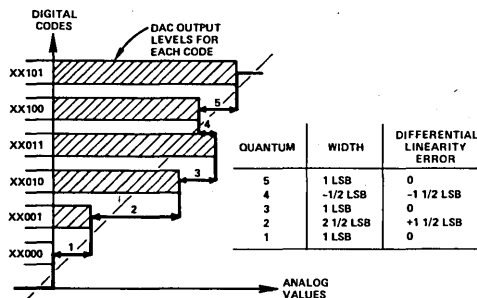 DIGITAL
CODES
DAC OUTPUT
LEVELS FOR
EACH CODE
XX101
XX100
XX011
XX010
XX001
XX000
5
4
3
2
1
ANALOG
VALUES
QUANTUM WIDTH DIFFERENTIAL LINEARITY ERROR
5 1 LSB 0
4 -1/2 LSB -1 1/2 LSB
3 1 LSB 0
2 2 1/2 LSB +1 1/2 LSB
1 1 LSB 0